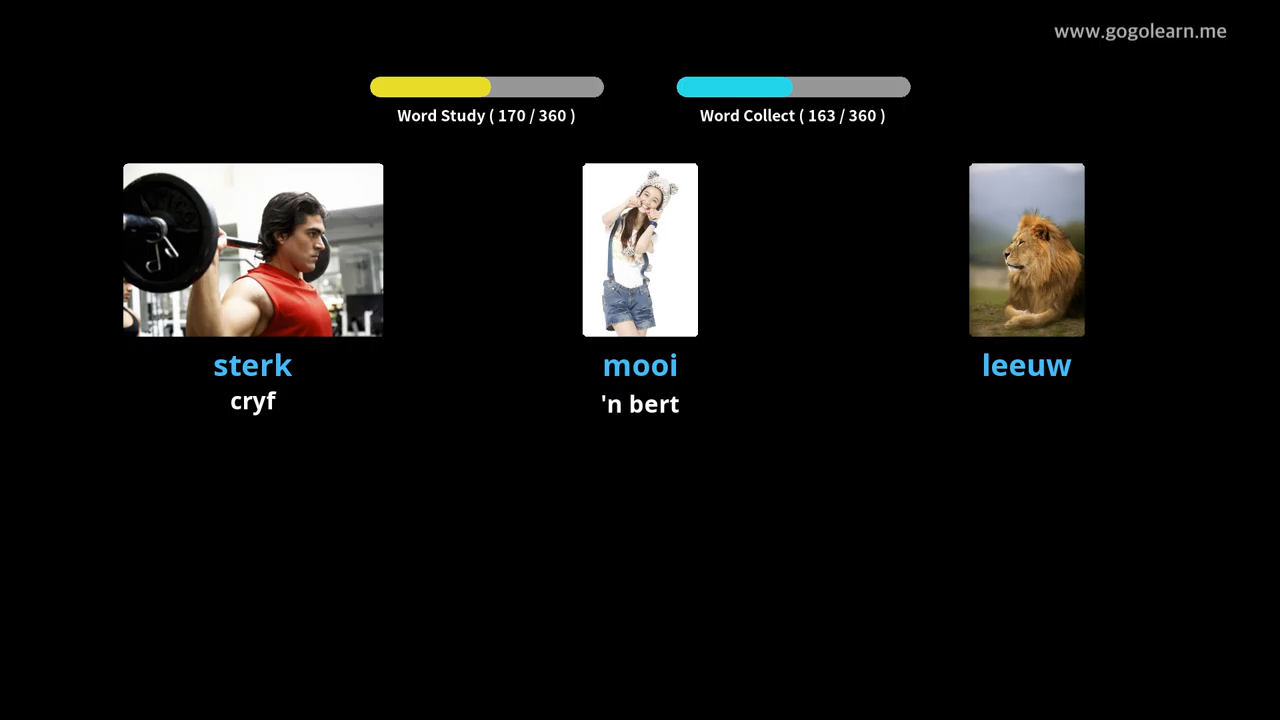 www.gogolearn.me
Word Study ( 170 / 360 )
Word Collect ( 163 / 360 )
sterk
mooi
leeuw
cryf
'n bert